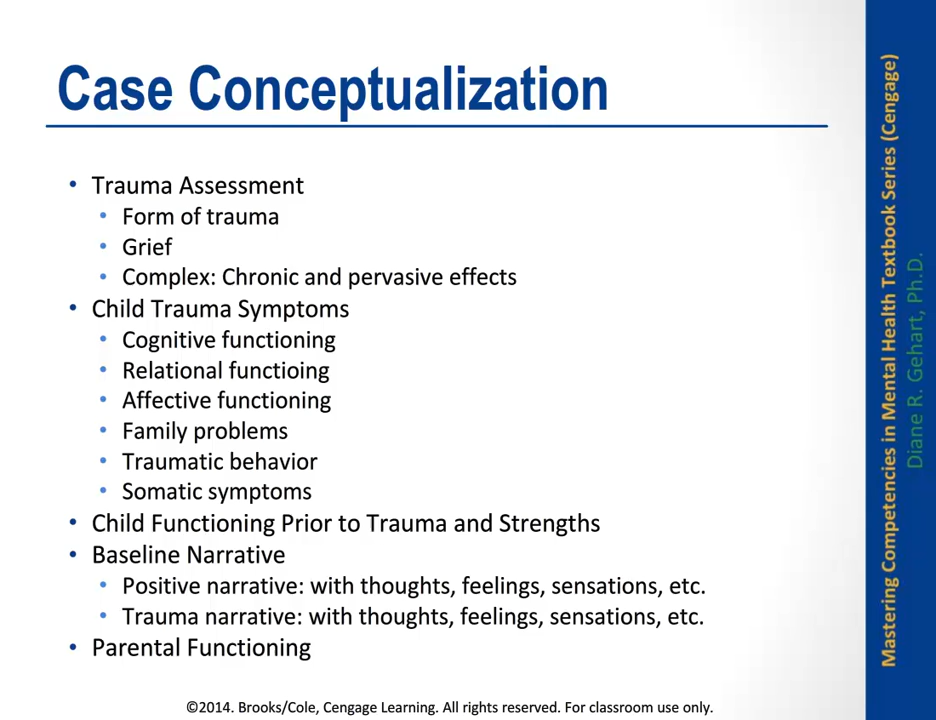 Case Conceptualization
• Trauma Assessment
• Form of trauma
• Grief
• Complex: Chronic and pervasive effects
• Child Trauma Symptoms
• Cognitive functioning
• Relational functioing
• Affective functioning
• Family problems
• Traumatic behavior
• Somatic symptoms
• Child Functioning Prior to Trauma and Strengths
• Baseline Narrative
• Positive narrative: with thoughts, feelings, sensations, etc.
• Trauma narrative: with thoughts, feelings, sensations, etc.
• Parental Functioning
©2014. Brooks/Cole, Cengage Learning. All rights reserved. For classroom use only.
Mastering Competencies in Mental Health Textbook Series (Cengage)
Diane R. Gehart, Ph.D.